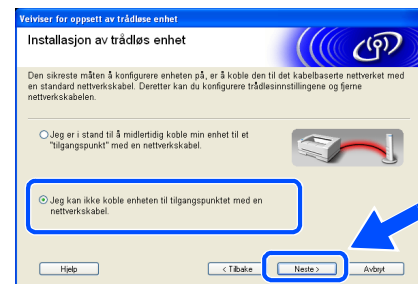 Veiviser for oppsett av trådløse enhet
Installasjon av trådløs enhet
Den sikreste måten å konfigurere enheten på, er å koble den til det kabelbaserte nettverket med
en standard nettverkskabel. Deretter kan du konfigurere trådlesinnstillingene og fjerne
nettverkskabelen.
Jeg er i stand til å midlertidig koble min enhet til et
"tilgangspunkt" med en nettverkskabel.
Jeg kan ikke koble enheten til tilgangspunktet med en
nettverkskabel.
Hjelp
< Tilbake
Neste >
Avbryt